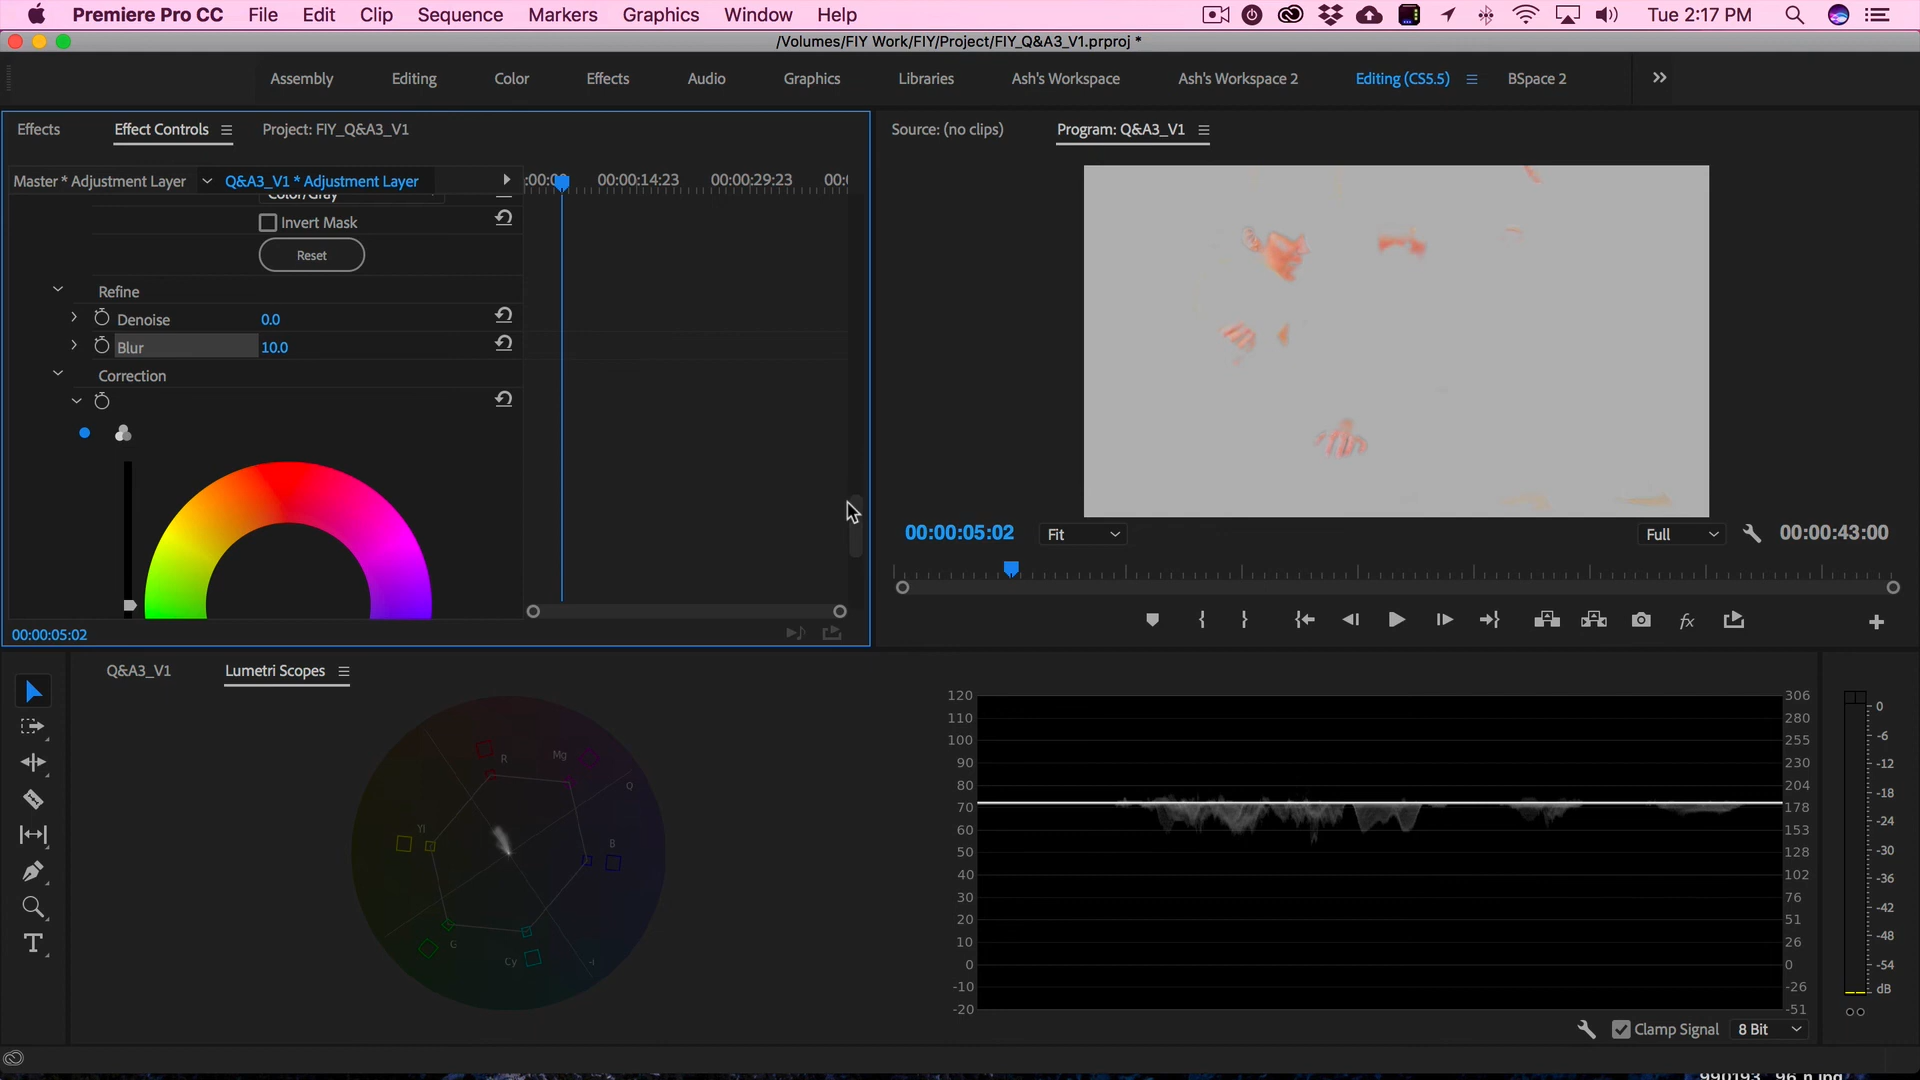 Premiere Pro CC File Edit Clip Sequence Markers Graphics Window Help Tue 2:17 PM
/Volumes/FIY Work/FIY/Project/FIY_Q&A3_V1.prproj *
Assembly Editing Color Effects Audio Graphics Libraries Ash's Workspace Ash's Workspace 2 Editing (CS5.5) BSpace 2
Effects Effect Controls Project: FIY_Q&A3_V1
Source: (no clips) Program: Q&A3_V1
Master * Adjustment Layer Q&A3_V1 * Adjustment Layer 00:00:14:23 00:00:29:23
Color/Gray
Invert Mask
Reset
Refine
Denoise 0.0
Blur 10.0
Correction
00:00:05:02 Fit Full 00:00:43:00
00:00:05:02
Q&A3_V1 Lumetri Scopes
R Mg Q B Yl G Cy
120 306
110 280
100 255
90 230
80 204
70 178
60 153
50 128
40 102
30 76
20 51
10 26
0 0
-10 -26
-20 -51
0
-6
-12
-18
-24
-30
-36
-42
-48
-54
dB
Clamp Signal 8 Bit